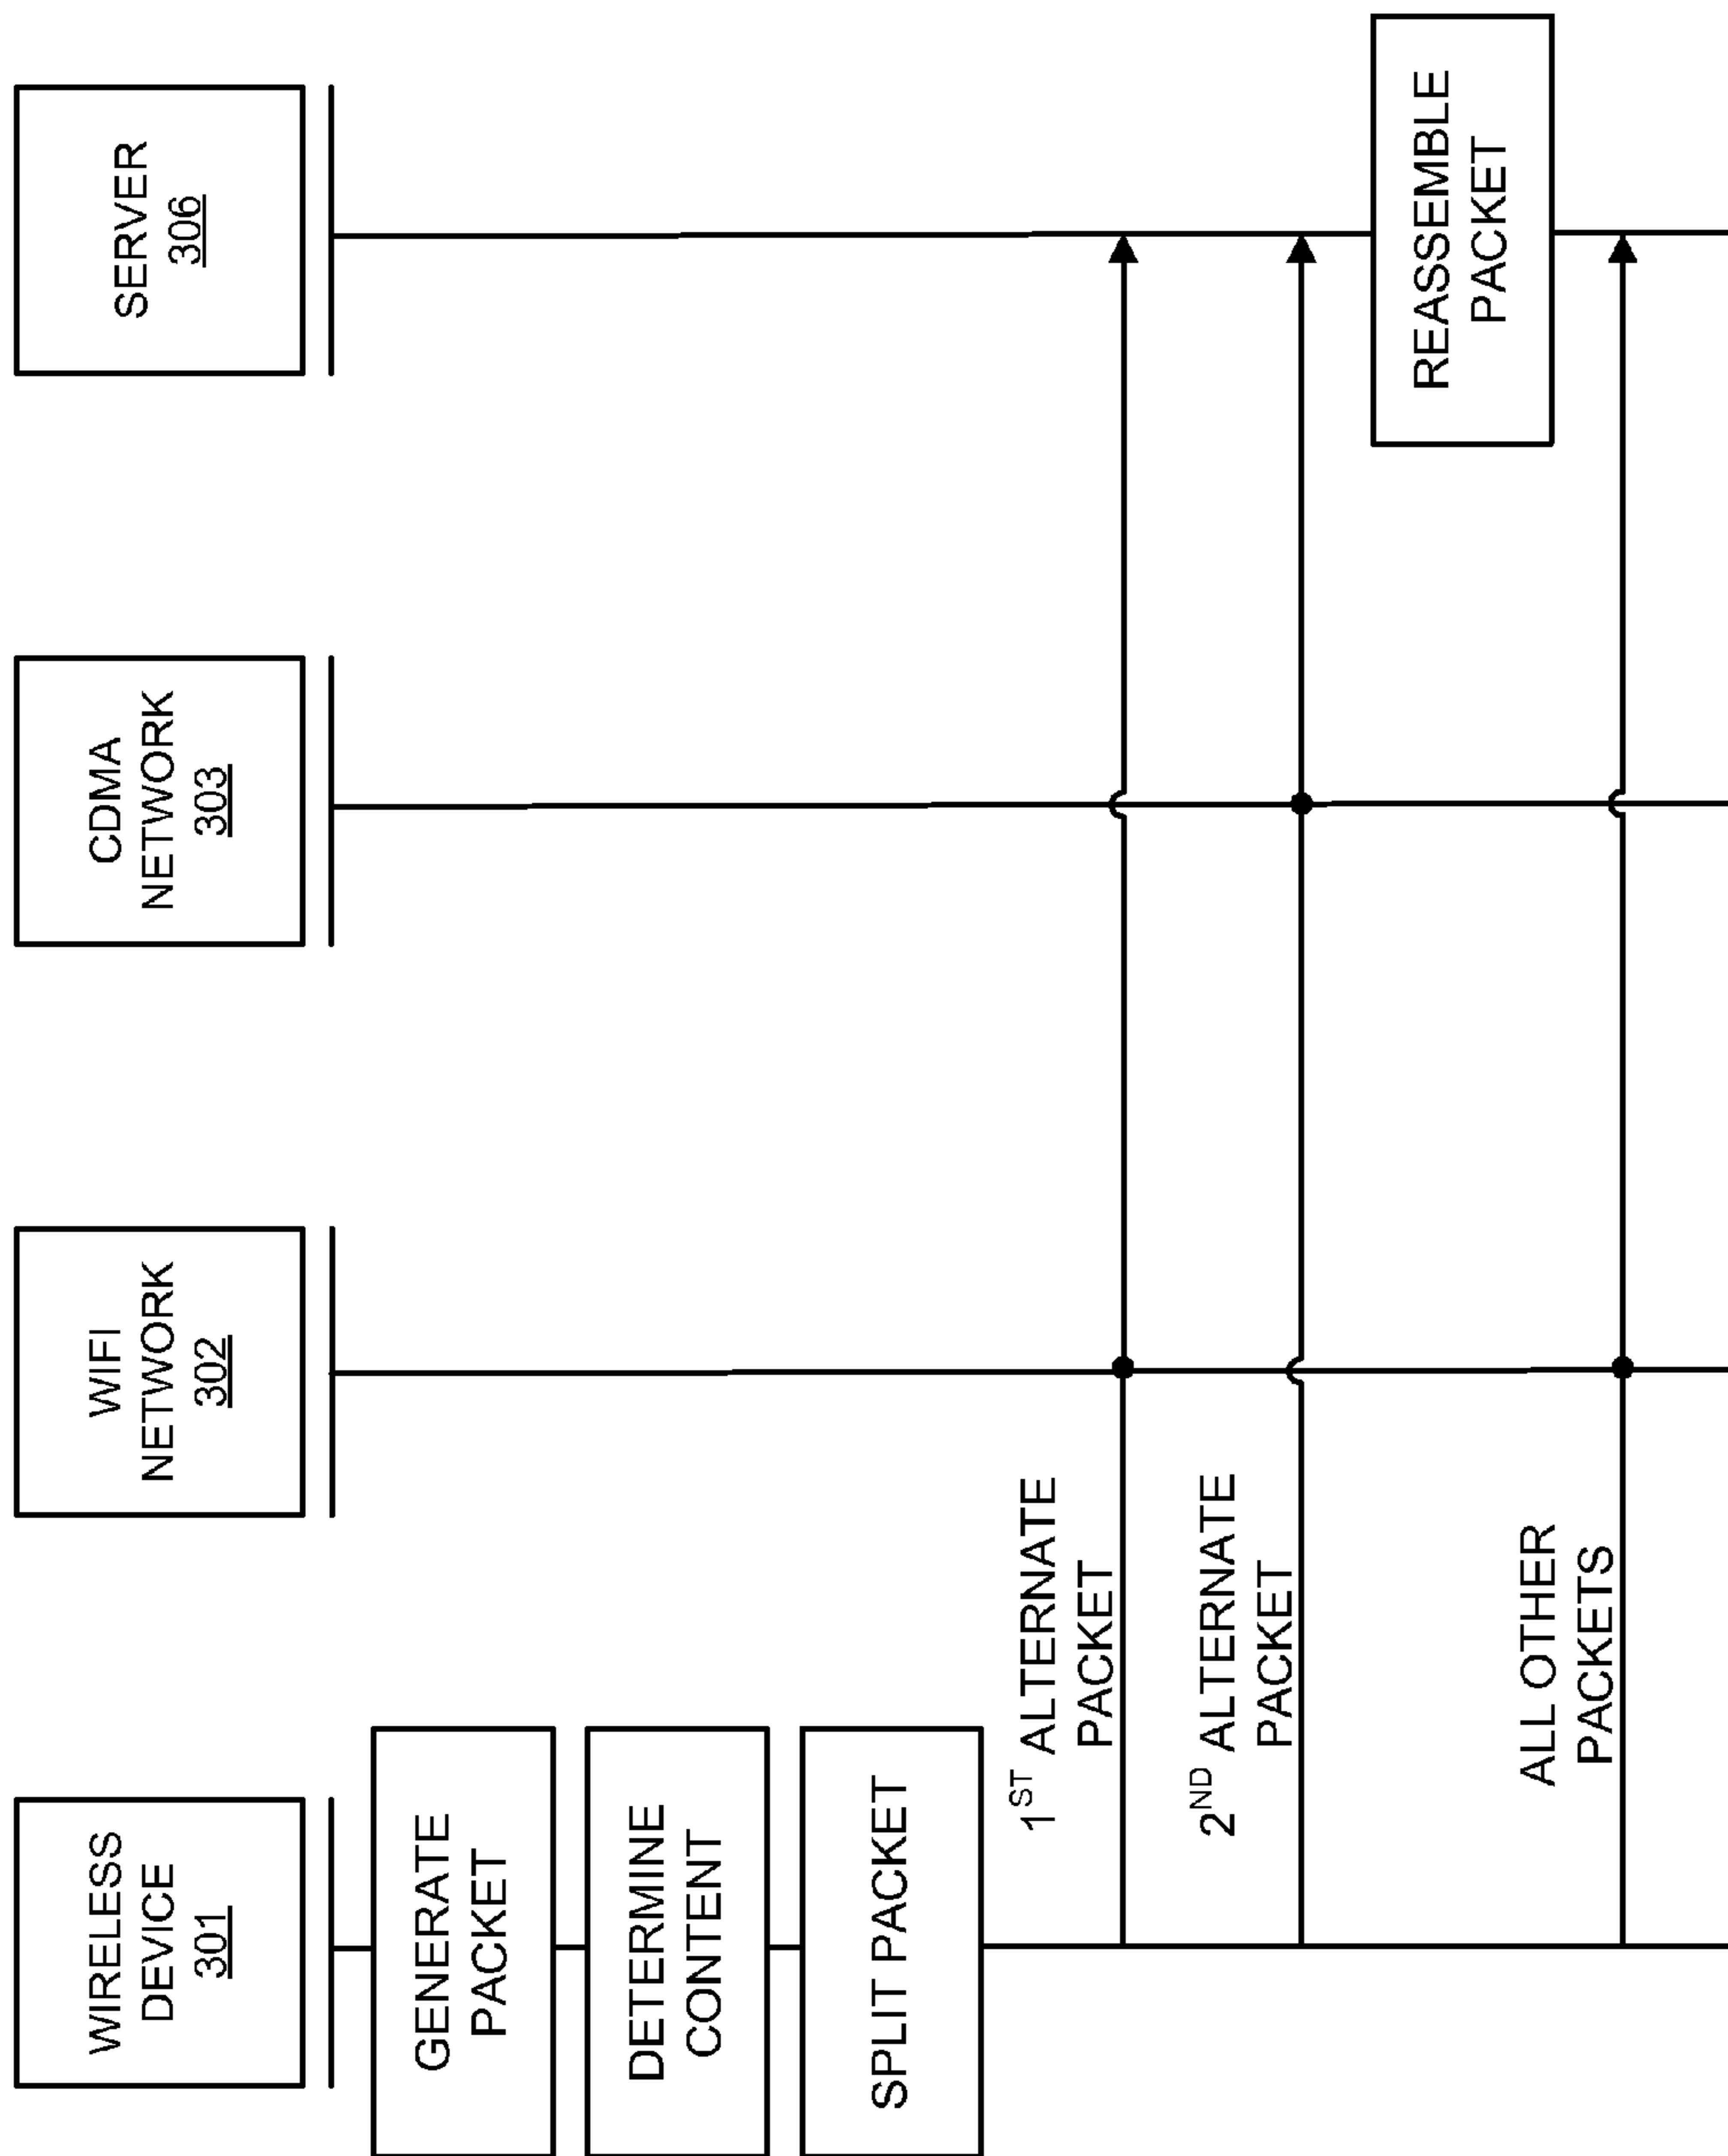 WIRELESS
DEVICE
301
WIFI
NETWORK
302
CDMA
NETWORK
303
SERVER
306
GENERATE
PACKET
DETERMINE
CONTENT
SPLIT PACKET
1ST ALTERNATE
PACKET
2ND ALTERNATE
PACKET
REASSEMBLE
PACKET
ALL OTHER
PACKETS